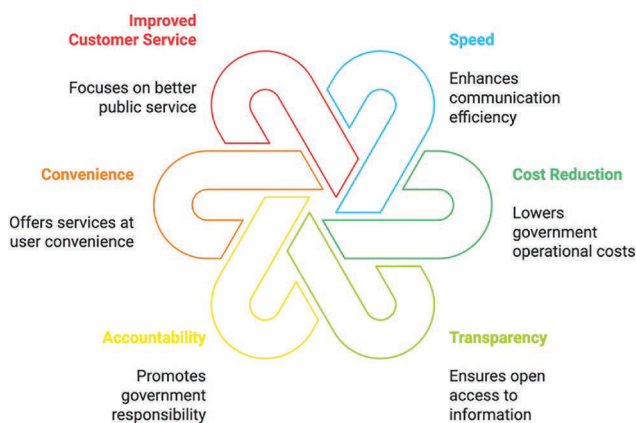 Improved
Customer Service
Focuses on better
public service
Speed
Enhances
communication
efficiency
Convenience
Offers services at
user convenience
Cost Reduction
Lowers
government
operational costs
Accountability
Promotes
government
responsibility
Transparency
Ensures open
access to
information